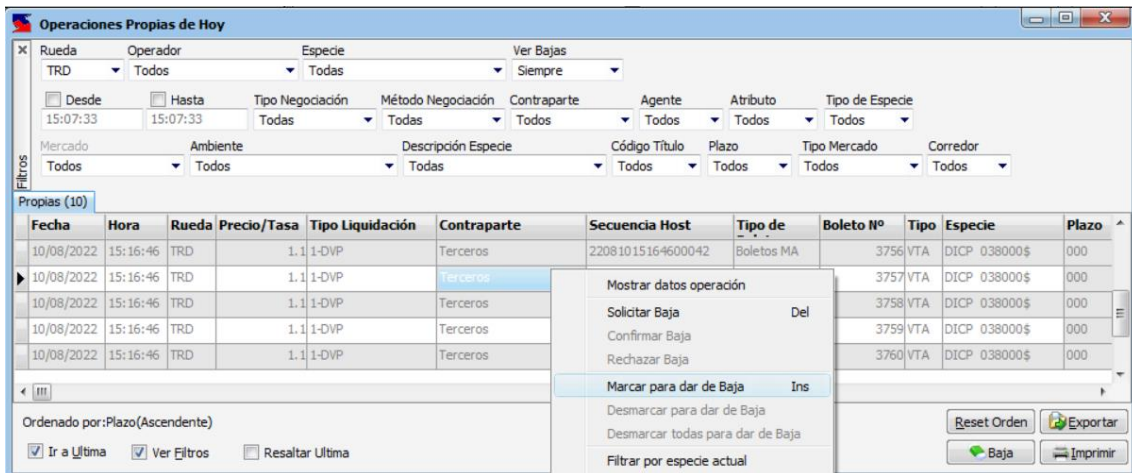 Operaciones Propias de Hoy
Rueda Operador Especie Ver Bajas
TRD Todos Todas Siempre
Desde Hasta Tipo Negociación Método Negociación Contraparte Agente Atributo Tipo de Especie
15:07:33 15:07:33 Todas Todas Todos Todos Todos Todos
Mercado Ambiente Descripción Especie Código Título Plazo Tipo Mercado Corredor
Todos Todos Todas Todos Todos Todos Todos
Filtros
Propias (10)
Fecha Hora Rueda Precio/Tasa Tipo Liquidación Contraparte Secuencia Host Tipo de Boleto Nº Tipo Especie Plazo
10/08/2022 15:16:46 TRD 1.1 1-DVP Terceros 22081015164600042 Boletos MA 3756 VTA DICP 038000$ 000
10/08/2022 15:16:46 TRD 1.1 1-DVP Terceros 3757 VTA DICP 038000$ 000
10/08/2022 15:16:46 TRD 1.1 1-DVP Terceros 3758 VTA DICP 038000$ 000
10/08/2022 15:16:46 TRD 1.1 1-DVP Terceros 3759 VTA DICP 038000$ 000
10/08/2022 15:16:46 TRD 1.1 1-DVP Terceros 3760 VTA DICP 038000$ 000
Mostrar datos operación
Solicitar Baja Del
Confirmar Baja
Rechazar Baja
Marcar para dar de Baja Ins
Desmarcar para dar de Baja
Desmarcar todas para dar de Baja
Filtrar por especie actual
Ordenado por:Plazo(Ascendente)
Reset Orden Exportar
Ir a Ultima Ver Filtros Resaltar Ultima
Baja Imprimir